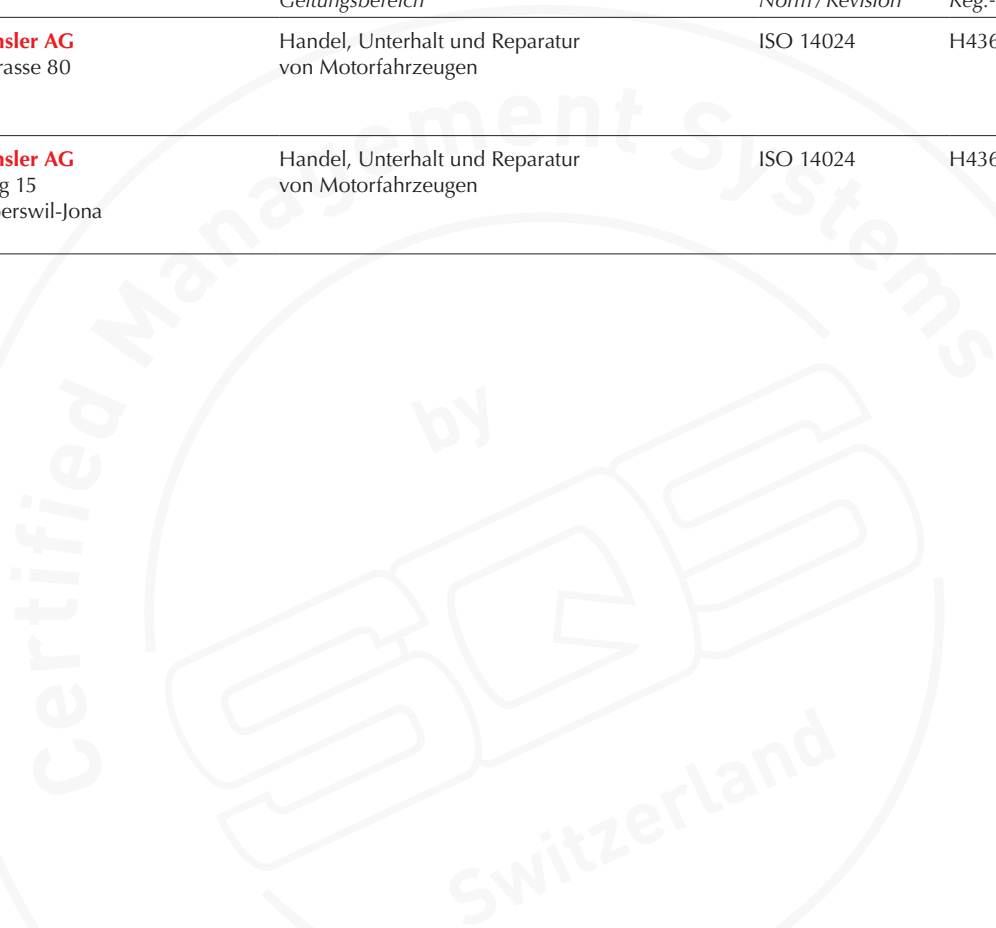 Geltungsbereich Norm / Revision Reg.-
nsler AG Handel, Unterhalt und Reparatur ISO 14024 H436
rasse 80 von Motorfahrzeugen
nsler AG Handel, Unterhalt und Reparatur ISO 14024 H436
g 15 von Motorfahrzeugen
erswil-Jona
Certified Management Systems
by
SQS
Switzerland